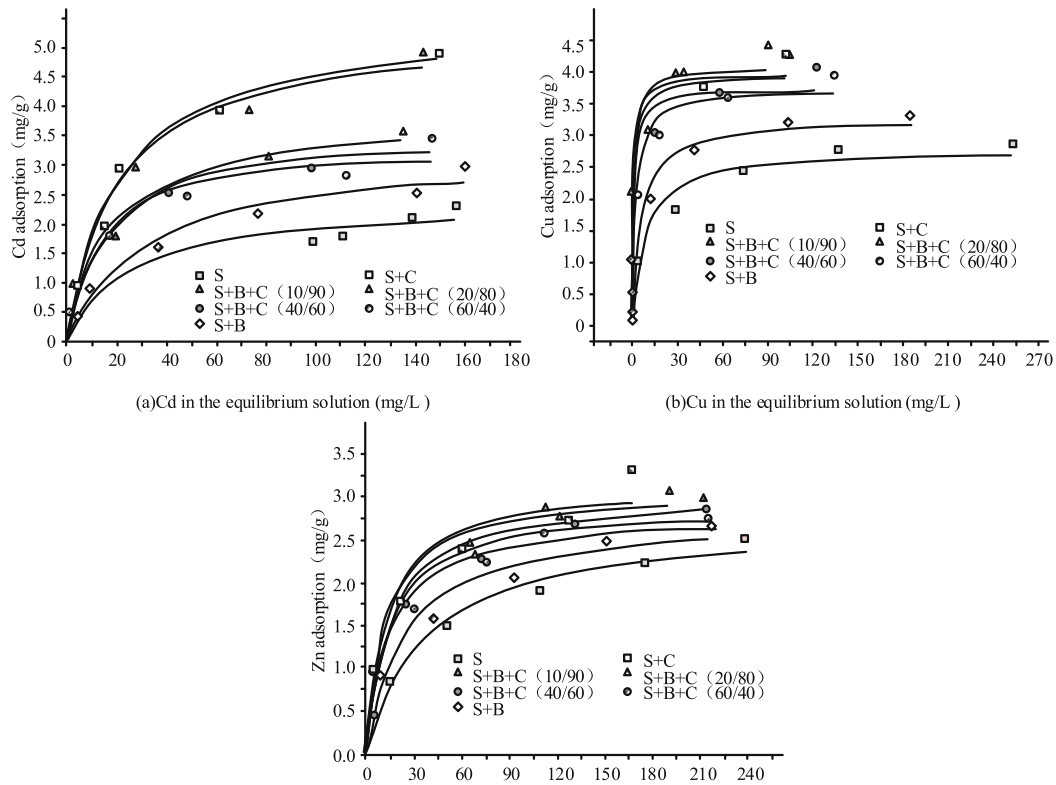 5.0
4.5
4.0
3.5
3.0
2.5
2.0
1.5
1.0
0.5
0
Cd adsorption（mg/g）
S
S+C
S+B+C（10/90）
S+B+C（20/80）
S+B+C（40/60）
S+B+C（60/40）
S+B
0 20 40 60 80 100 120 140 160 180
(a)Cd in the equilibrium solution (mg/L )
4.5
4.0
3.5
3.0
2.5
2.0
1.5
1.0
0.5
0
Cu adsorption（mg/g）
S
S+C
S+B+C（10/90）
S+B+C（20/80）
S+B+C（40/60）
S+B+C（60/40）
S+B
0 30 60 90 120 150 180 210 240 270
(b)Cu in the equilibrium solution (mg/L )
3.5
3.0
2.5
2.0
1.5
1.0
0.5
0.0
Zn adsorption（mg/g）
S
S+C
S+B+C（10/90）
S+B+C（20/80）
S+B+C（40/60）
S+B+C（60/40）
S+B
0 30 60 90 120 150 180 210 240